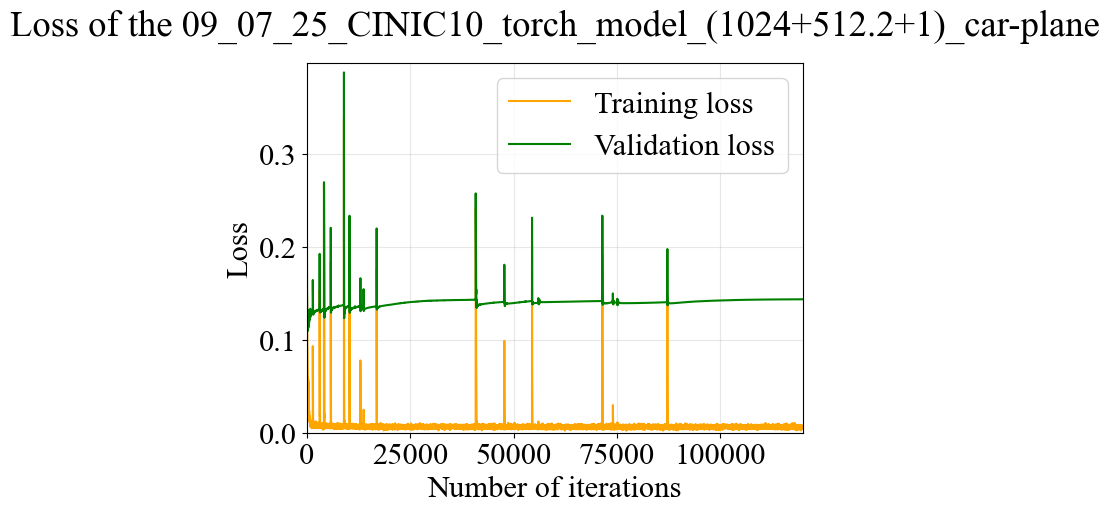 Loss of the 09_07_25_CINIC10_torch_model_(1024+512.2+1)_car-plane
Training loss
Validation loss
Loss
0.3
0.2
0.1
0.0
0 25000 50000 75000 100000
Number of iterations